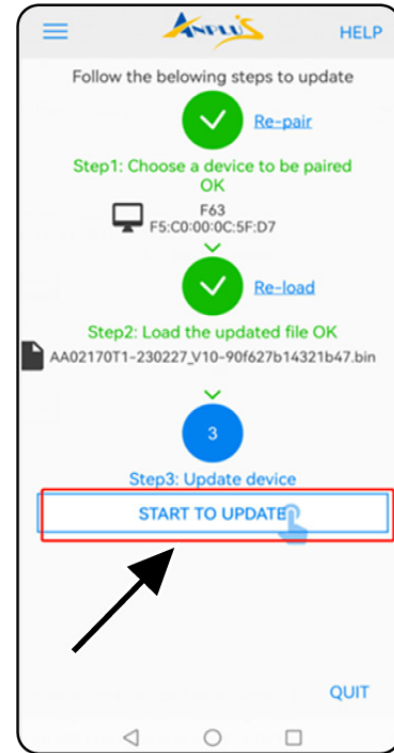 ANPLUS
HELP
Follow the belowing steps to update
Re-pair
Step1: Choose a device to be paired
OK
F63
F5:C0:00:0C:5F:D7
Re-load
Step2: Load the updated file OK
AA02170T1-230227_V10-90f627b14321b47.bin
3
Step3: Update device
START TO UPDATE
QUIT